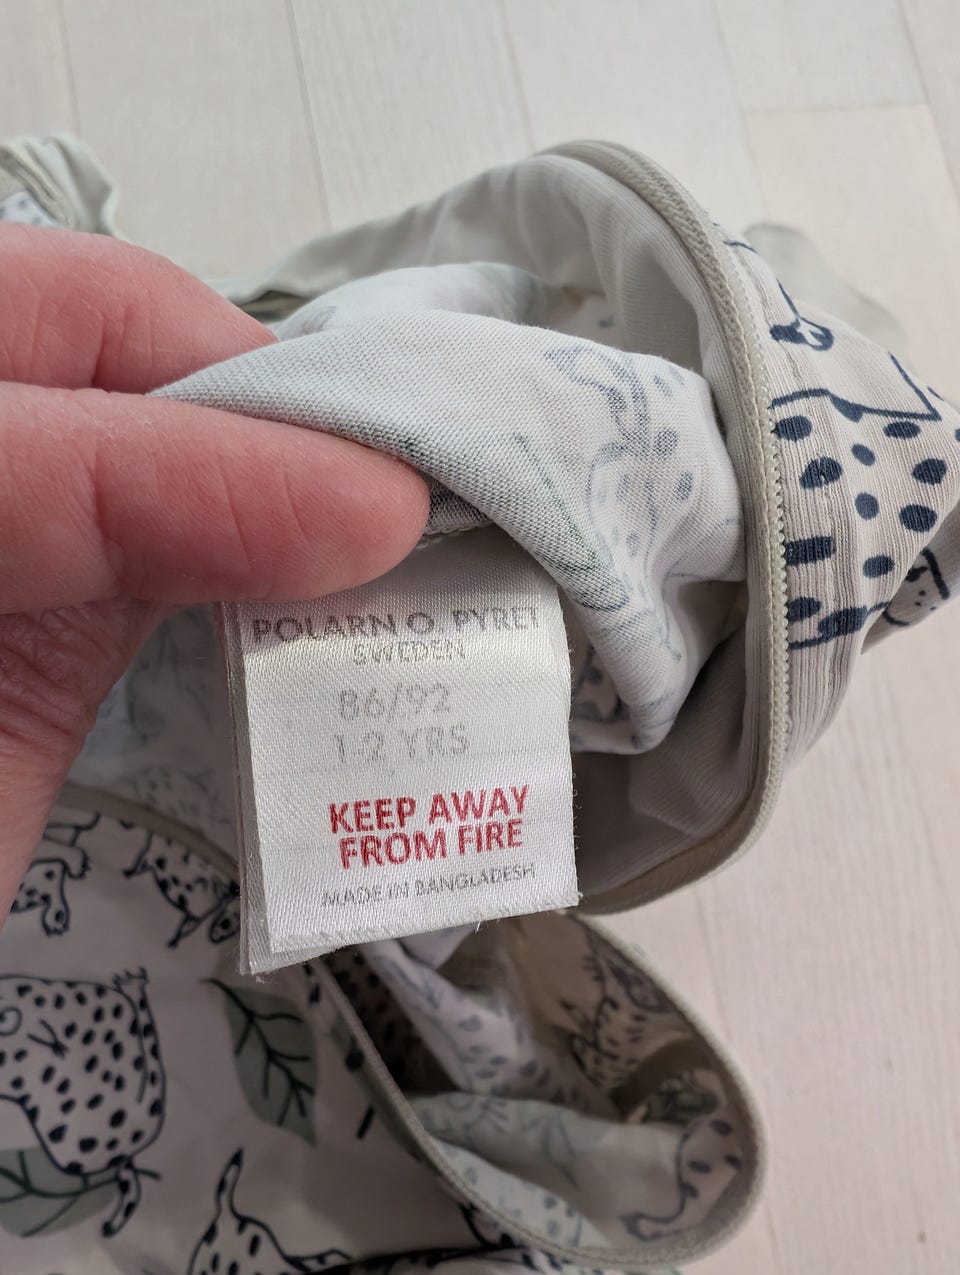 POLARN O. PYRET
SWEDEN
86/92
1-2 YRS
KEEP AWAY
FROM FIRE
MADE IN BANGLADESH